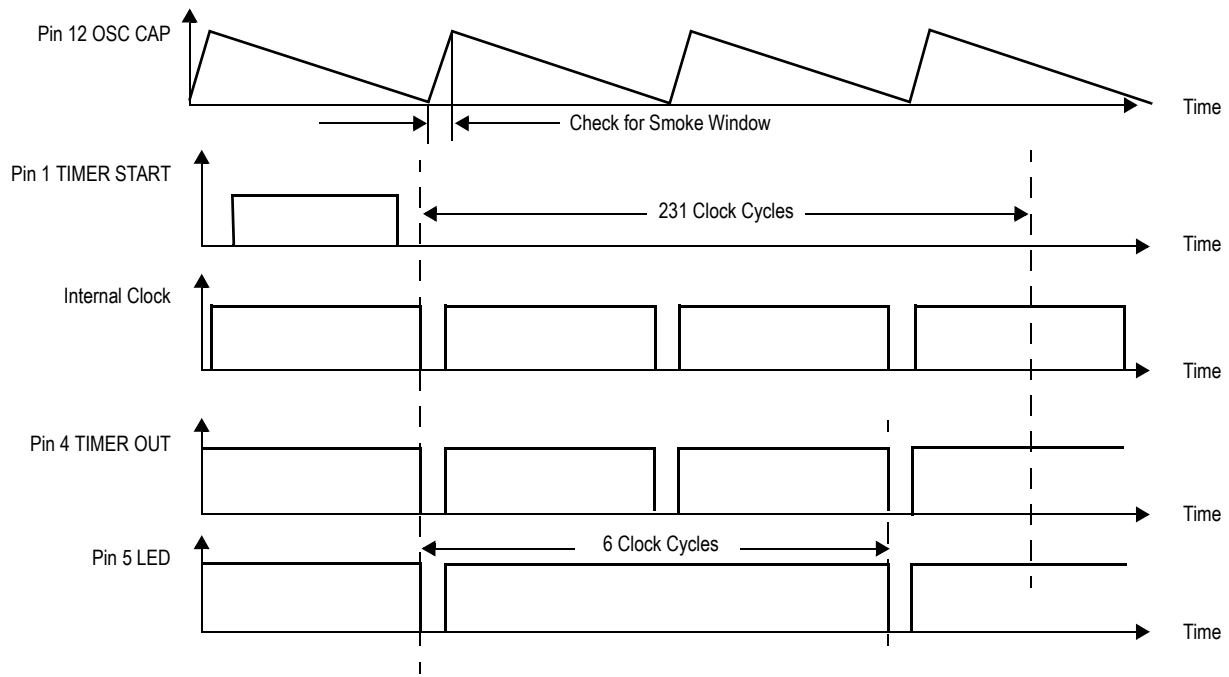 Pin 12 OSC CAP
Time
Check for Smoke Window
Pin 1 TIMER START
231 Clock Cycles
Time
Internal Clock
Time
Pin 4 TIMER OUT
Time
6 Clock Cycles
Pin 5 LED
Time